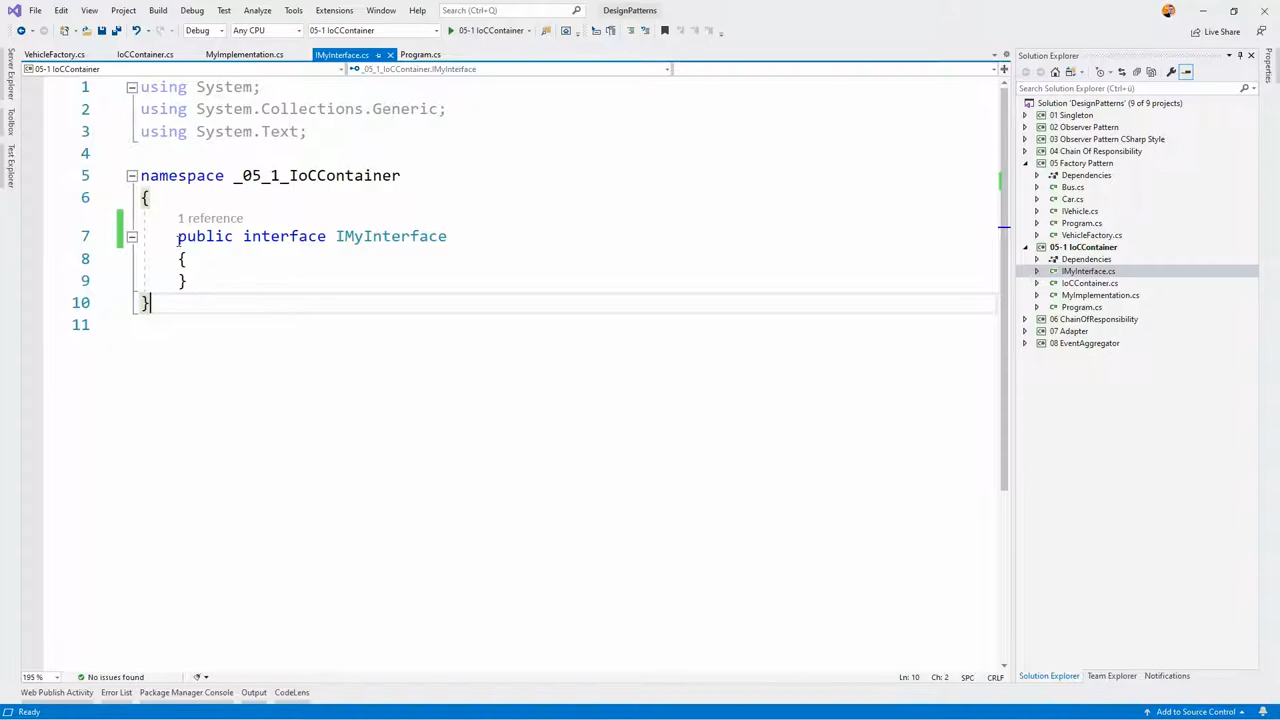 File Edit View Project Build Debug Test Analyze Tools Extensions Window Help Search (Ctrl+Q) DesignPatterns
Debug Any CPU 05-1 IoCContainer 05-1 IoCContainer Live Share
VehicleFactory.cs IoCContainer.cs MyImplementation.cs IMyInterface.cs Program.cs
05-1 IoCContainer _05_1_IoCContainer.IMyInterface
Server Explorer
Toolbox
Test Explorer
1 using System;
2 using System.Collections.Generic;
3 using System.Text;
4
5 namespace _05_1_IoCContainer
6 {
1 reference
7 public interface IMyInterface
8 {
9 }
10 }
11
Solution Explorer
Search Solution Explorer (Ctrl+ü)
Solution 'DesignPatterns' (9 of 9 projects)
C# 01 Singleton
C# 02 Observer Pattern
C# 03 Observer Pattern CSharp Style
C# 04 Chain Of Responsibility
C# 05 Factory Pattern
Dependencies
C# Bus.cs
C# Car.cs
C# IVehicle.cs
C# Program.cs
C# VehicleFactory.cs
C# 05-1 IoCContainer
Dependencies
C# IMyInterface.cs
C# IoCContainer.cs
C# MyImplementation.cs
C# Program.cs
C# 06 ChainOfResponsibility
C# 07 Adapter
C# 08 EventAggregator
Properties
195 % No issues found Ln: 10 Ch: 2 SPC CRLF
Solution Explorer Team Explorer Notifications
Web Publish Activity Error List Package Manager Console Output CodeLens
Ready Add to Source Control